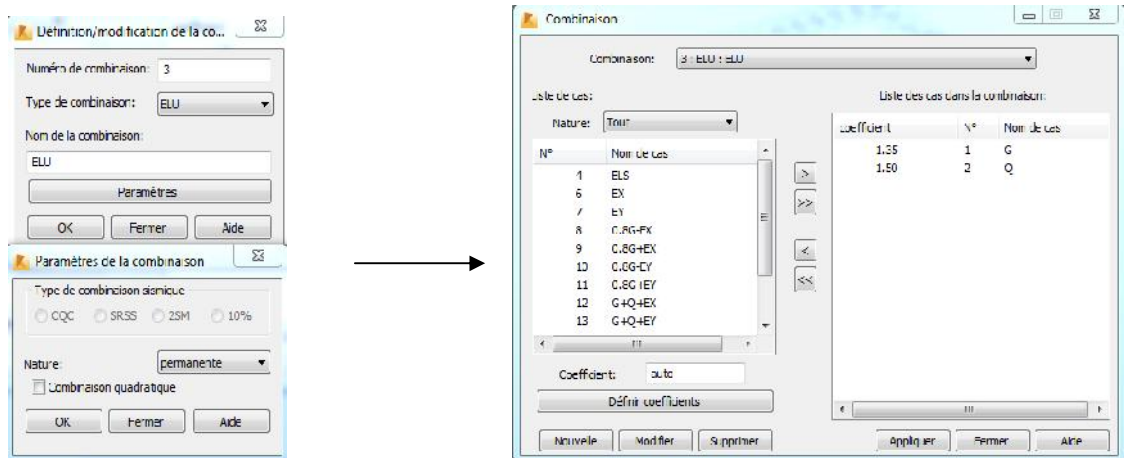 Définition/modification de la co...
Numéro de combinaison: 3
Type de combinaison: ELU
Nom de la combinaison:
ELU
Paramètres
OK Fermer Aide
Paramètres de la combinaison
Type de combinaison sismique
CQC SRSS 2SM 10%
Nature: permanente
Combinaison quadratique
OK Fermer Aide
Combinaison
Combinaison: 3 : ELU : ELU
Liste de cas:
Nature: Tout
N° Nom de cas
4 ELS
6 EX
7 EY
8 0.8G-EX
9 0.8G+EX
10 0.8G-EY
11 0.8G+EY
12 G+Q+EX
13 G+Q+EY
Coefficient: auto
Définir coefficients
Nouvelle Modifier Supprimer
>
>>
<
<<
Liste des cas dans la combinaison:
coefficient N° Nom de cas
1.35 1 G
1.50 2 Q
Appliquer Fermer Aide